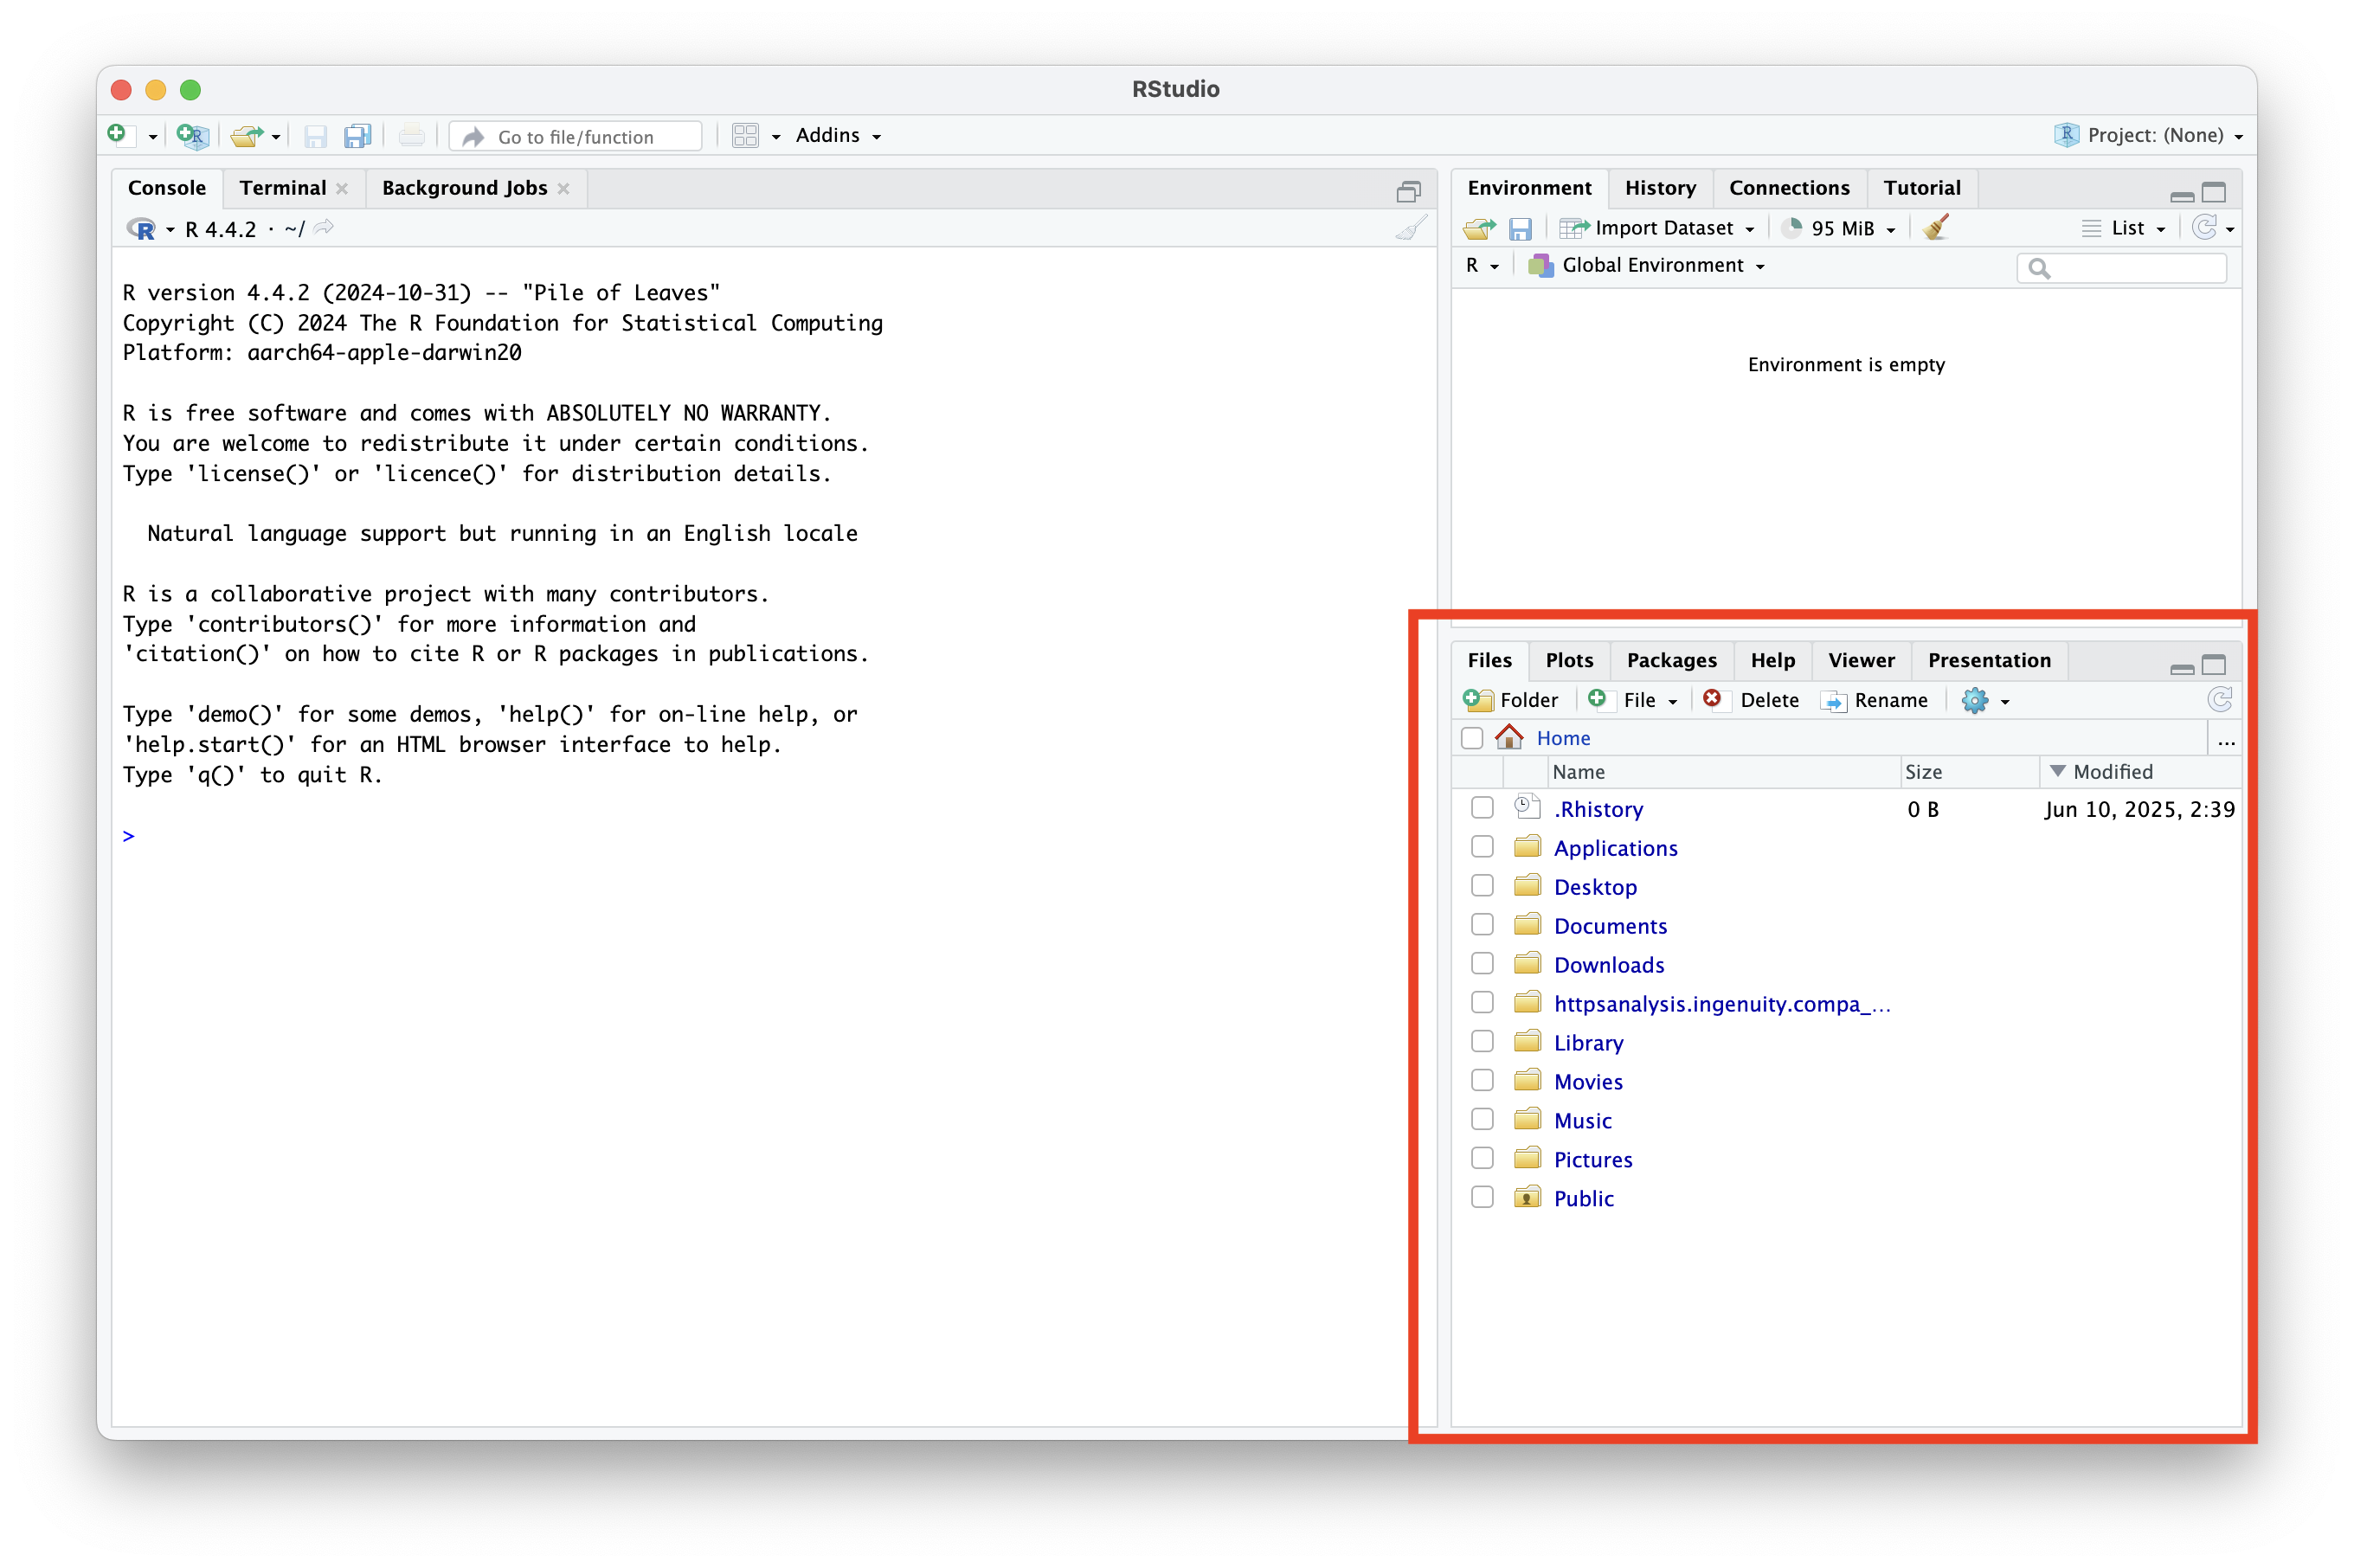 RStudio
Go to file/function
Addins
Project: (None)
Console
Terminal
Background Jobs
R 4.4.2 · ~/
R version 4.4.2 (2024-10-31) -- "Pile of Leaves"
Copyright (C) 2024 The R Foundation for Statistical Computing
Platform: aarch64-apple-darwin20
R is free software and comes with ABSOLUTELY NO WARRANTY.
You are welcome to redistribute it under certain conditions.
Type 'license()' or 'licence()' for distribution details.
Natural language support but running in an English locale
R is a collaborative project with many contributors.
Type 'contributors()' for more information and
'citation()' on how to cite R or R packages in publications.
Type 'demo()' for some demos, 'help()' for on-line help, or
'help.start()' for an HTML browser interface to help.
Type 'q()' to quit R.
>
Environment
History
Connections
Tutorial
Import Dataset
95 MiB
List
R
Global Environment
Environment is empty
Files
Plots
Packages
Help
Viewer
Presentation
Folder
File
Delete
Rename
Home
...
Name
Size
Modified
.Rhistory
0 B
Jun 10, 2025, 2:39
Applications
Desktop
Documents
Downloads
httpsanalysis.ingenuity.compa_...
Library
Movies
Music
Pictures
Public